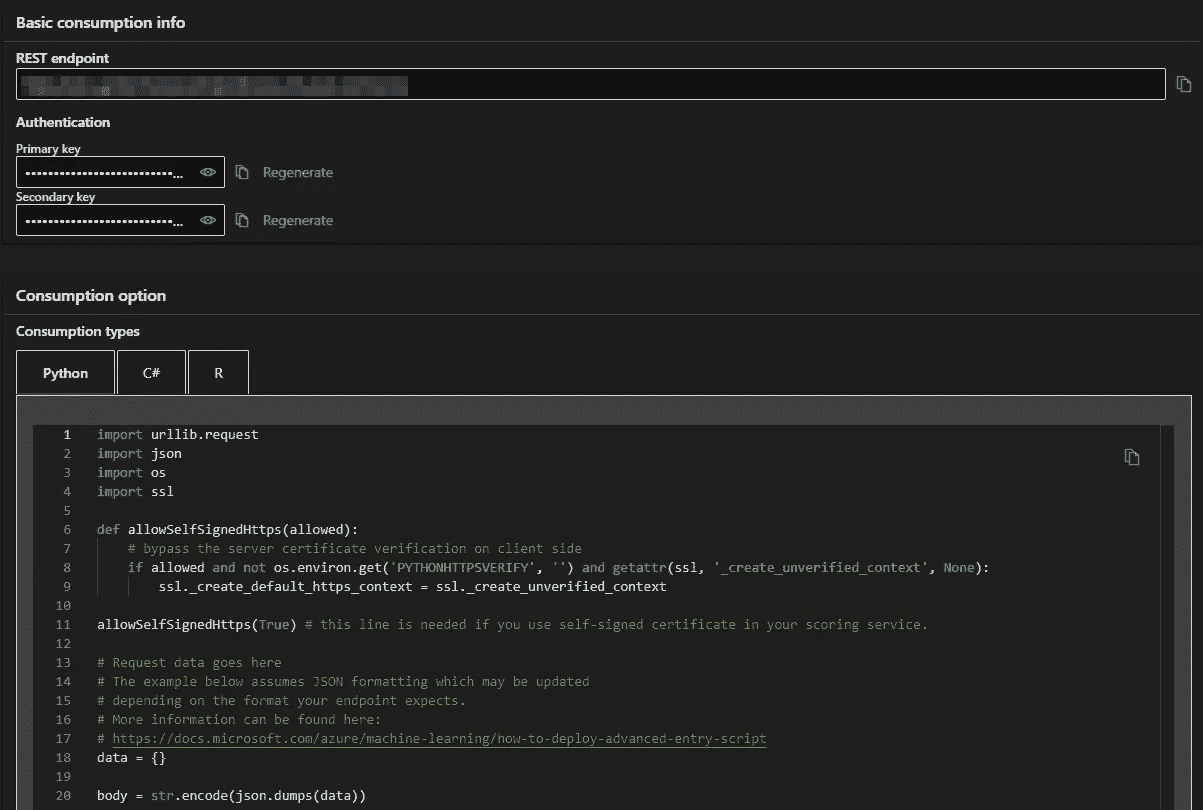 Basic consumption info
REST endpoint
Authentication
Primary key
••••••••••••••••••••••••••... Regenerate
Secondary key
••••••••••••••••••••••••••... Regenerate
Consumption option
Consumption types
Python C# R
1 import urllib.request
2 import json
3 import os
4 import ssl
5
6 def allowSelfSignedHttps(allowed):
7 # bypass the server certificate verification on client side
8 if allowed and not os.environ.get('PYTHONHTTPSVERIFY', '') and getattr(ssl, '_create_unverified_context', None):
9 ssl._create_default_https_context = ssl._create_unverified_context
10
11 allowSelfSignedHttps(True) # this line is needed if you use self-signed certificate in your scoring service.
12
13 # Request data goes here
14 # The example below assumes JSON formatting which may be updated
15 # depending on the format your endpoint expects.
16 # More information can be found here:
17 # https://docs.microsoft.com/azure/machine-learning/how-to-deploy-advanced-entry-script
18 data = {}
19
20 body = str.encode(json.dumps(data))